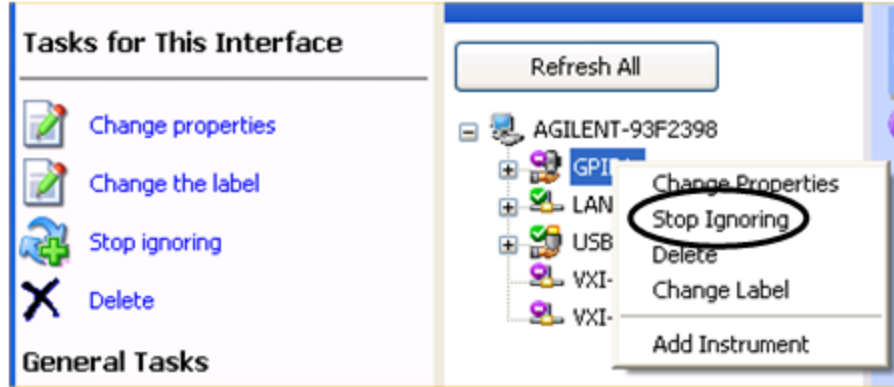 Tasks for This Interface
Change properties
Change the label
Stop ignoring
Delete
General Tasks
Refresh All
AGILENT-93F2398
LAN
USB
VXI-
VXI-
Change Properties
Stop Ignoring
Delete
Change Label
Add Instrument